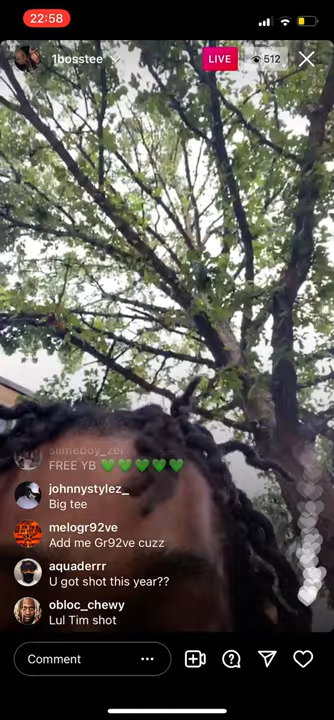 22:58
1bosstee
LIVE
512
slimeboy_zel
FREE YB 💚💚💚💚💚
johnnystylez_
Big tee
melogr92ve
Add me Gr92ve cuzz
aquaderrr
U got shot this year??
obloc_chewy
Lul Tim shot
Comment